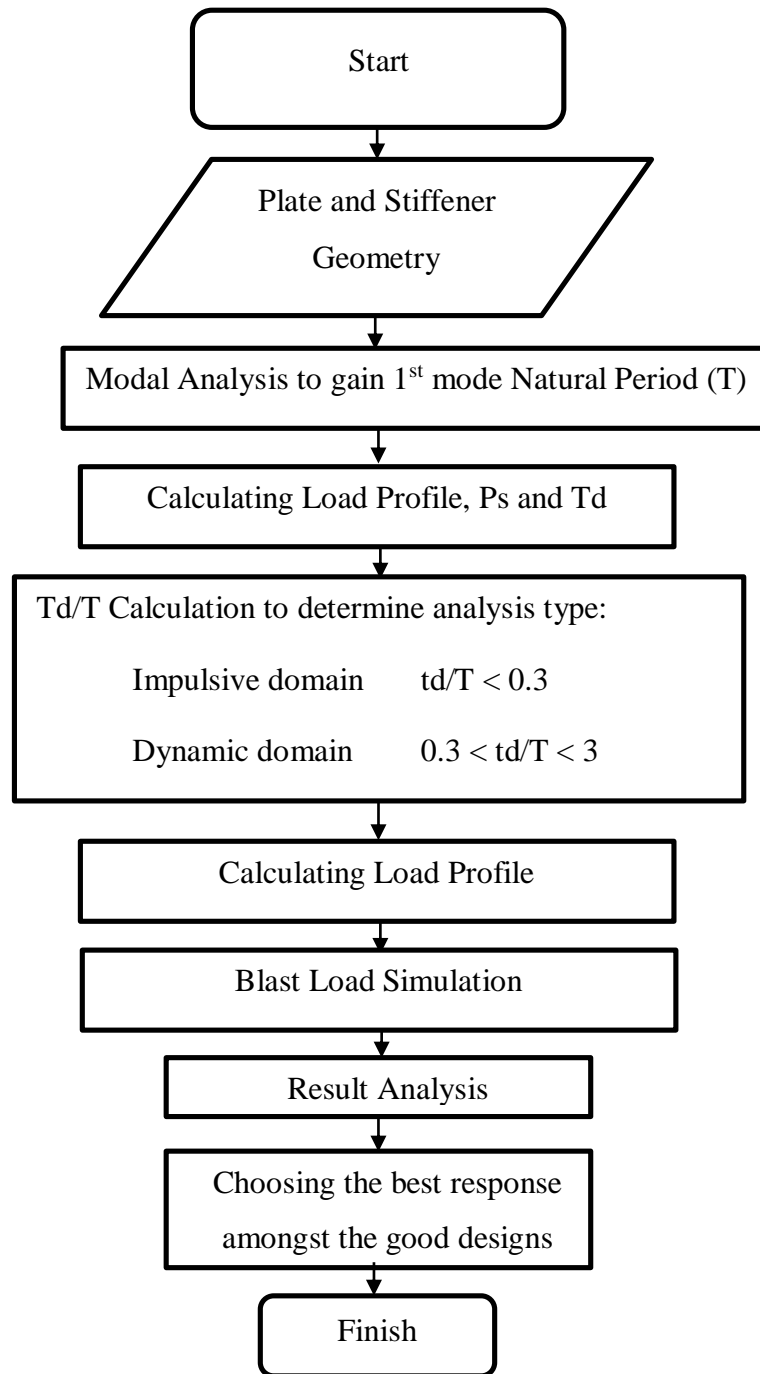 Start
Plate and Stiffener
Geometry
Modal Analysis to gain 1st mode Natural Period (T)
Calculating Load Profile, Ps and Td
Td/T Calculation to determine analysis type:
Impulsive domain td/T < 0.3
Dynamic domain 0.3 < td/T < 3
Calculating Load Profile
Blast Load Simulation
Result Analysis
Choosing the best response
amongst the good designs
Finish